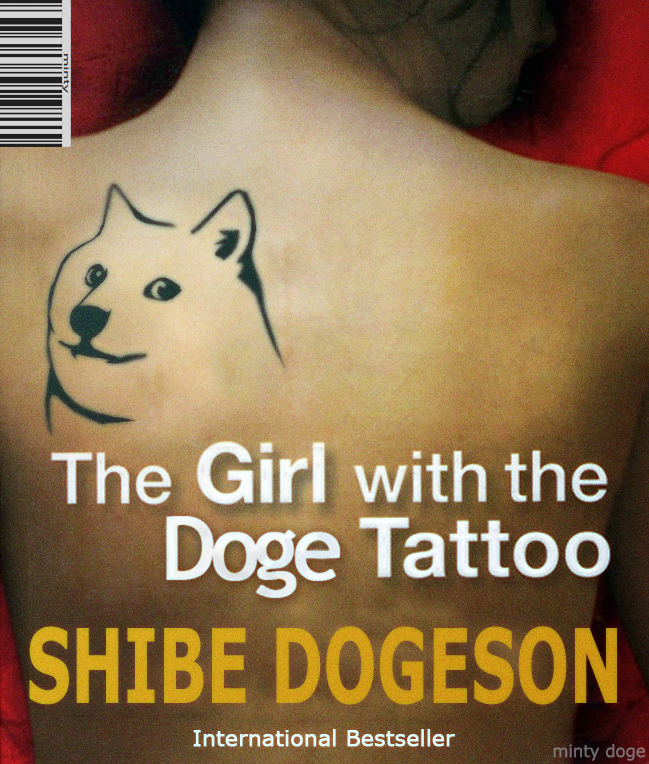 minty
The Girl with the
Doge Tattoo
SHIBE DOGESON
International Bestseller
minty doge